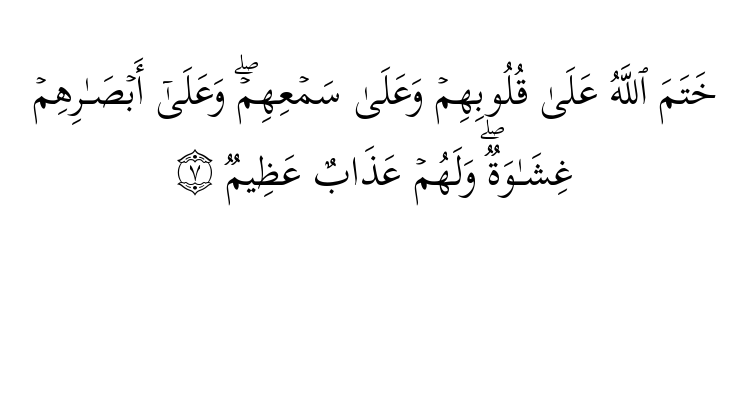 خَتَمَ ٱللَّهُ عَلَىٰ قُلُوبِهِمۡ وَعَلَىٰ سَمۡعِهِمۡۖ وَعَلَىٰٓ أَبۡصَـٰرِهِمۡ
غِشَـٰوَةࣱۖ وَلَهُمۡ عَذَابٌ عَظِيمࣱ ۝٧